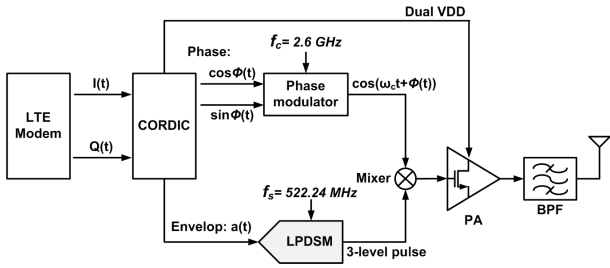 Dual VDD
Phase:
f_c= 2.6 GHz
I(t)
cosΦ(t)
cos(ω_ct+Φ(t))
LTE
Modem
CORDIC
Phase
modulator
Q(t)
sinΦ(t)
Mixer
f_s= 522.24 MHz
PA
BPF
Envelop: a(t)
LPDSM
3-level pulse